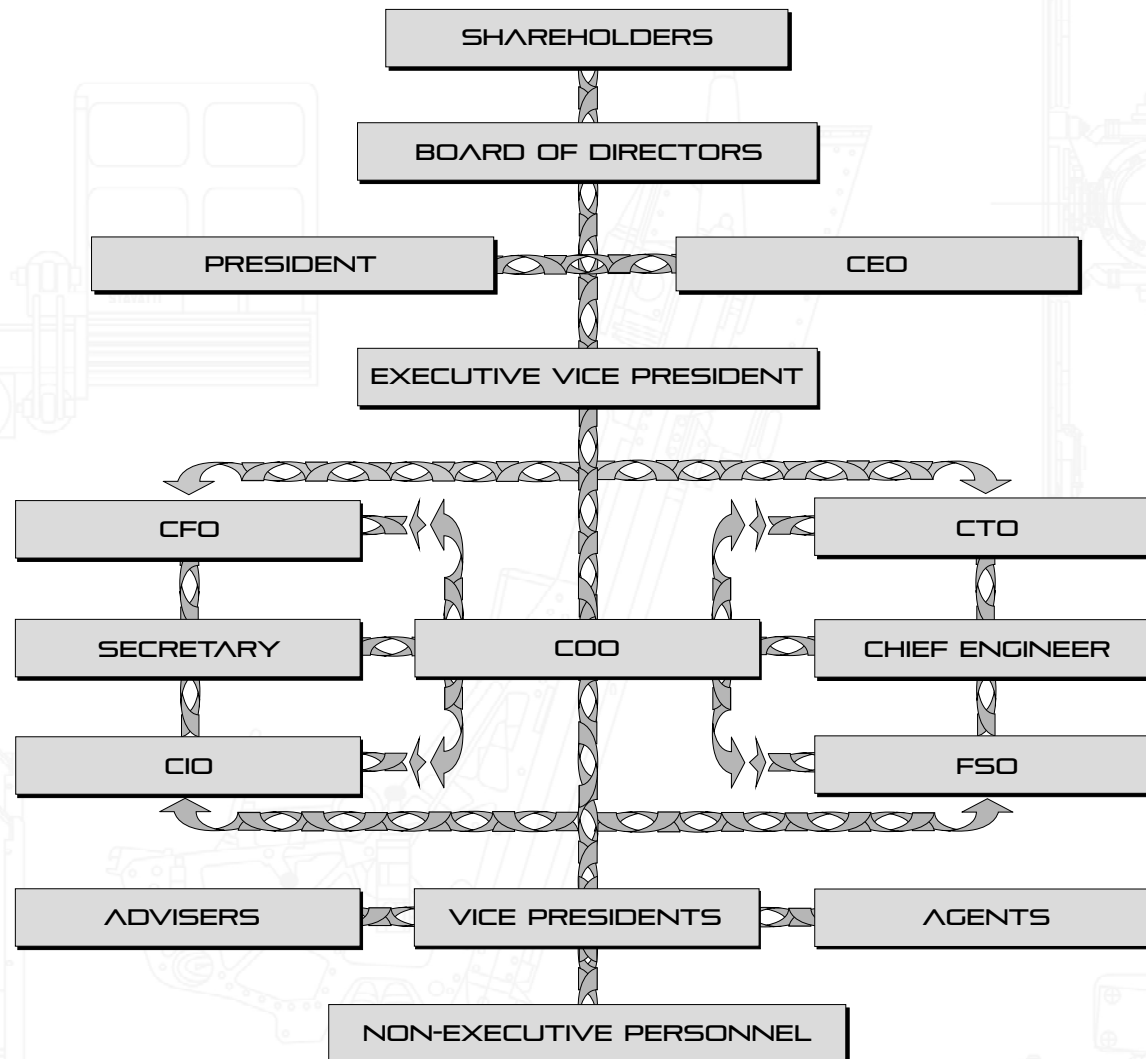 SHAREHOLDERS
BOARD OF DIRECTORS
PRESIDENT
CEO
EXECUTIVE VICE PRESIDENT
CFO
CTO
SECRETARY
COO
CHIEF ENGINEER
CIO
FSO
ADVISERS
VICE PRESIDENTS
AGENTS
NON-EXECUTIVE PERSONNEL